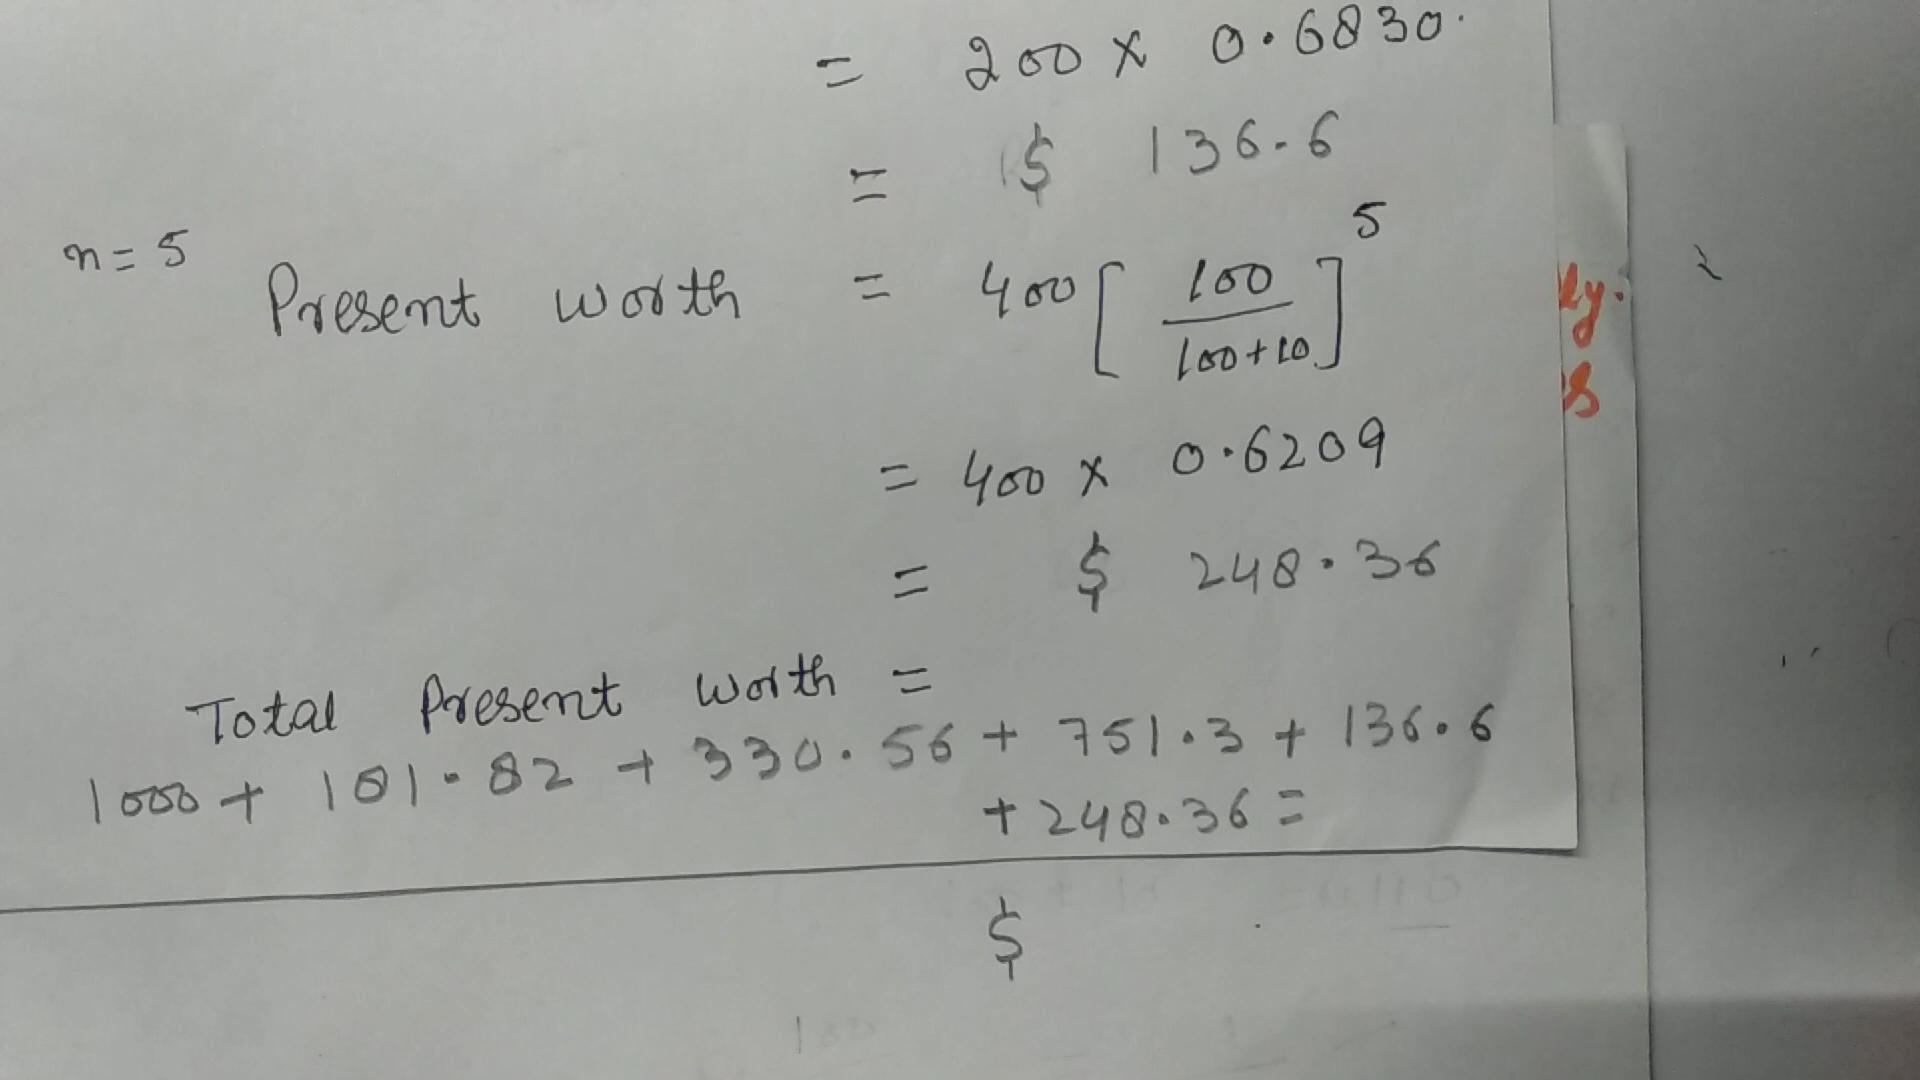 = 200 × 0.6830.
= $ 136.6
n = 5
Present worth = 400 [ 100 / 100+10 ]^5
= 400 × 0.6209
= $ 248.36
Total Present worth =
1000 + 181.82 + 330.56 + 751.3 + 136.6
+ 248.36 =
$